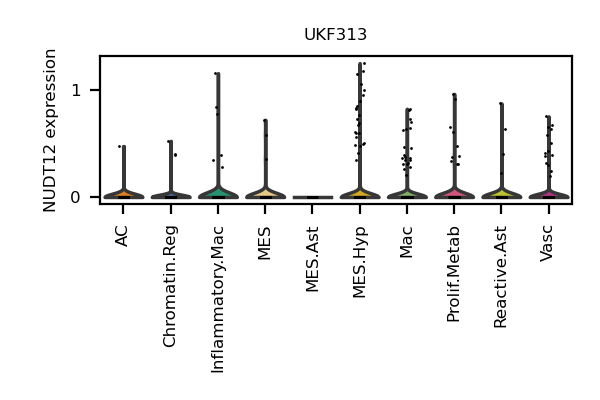 UKF313
NUDT12 expression
1
0
AC
Chromatin.Reg
Inflammatory.Mac
MES
MES.Ast
MES.Hyp
Mac
Prolif.Metab
Reactive.Ast
Vasc